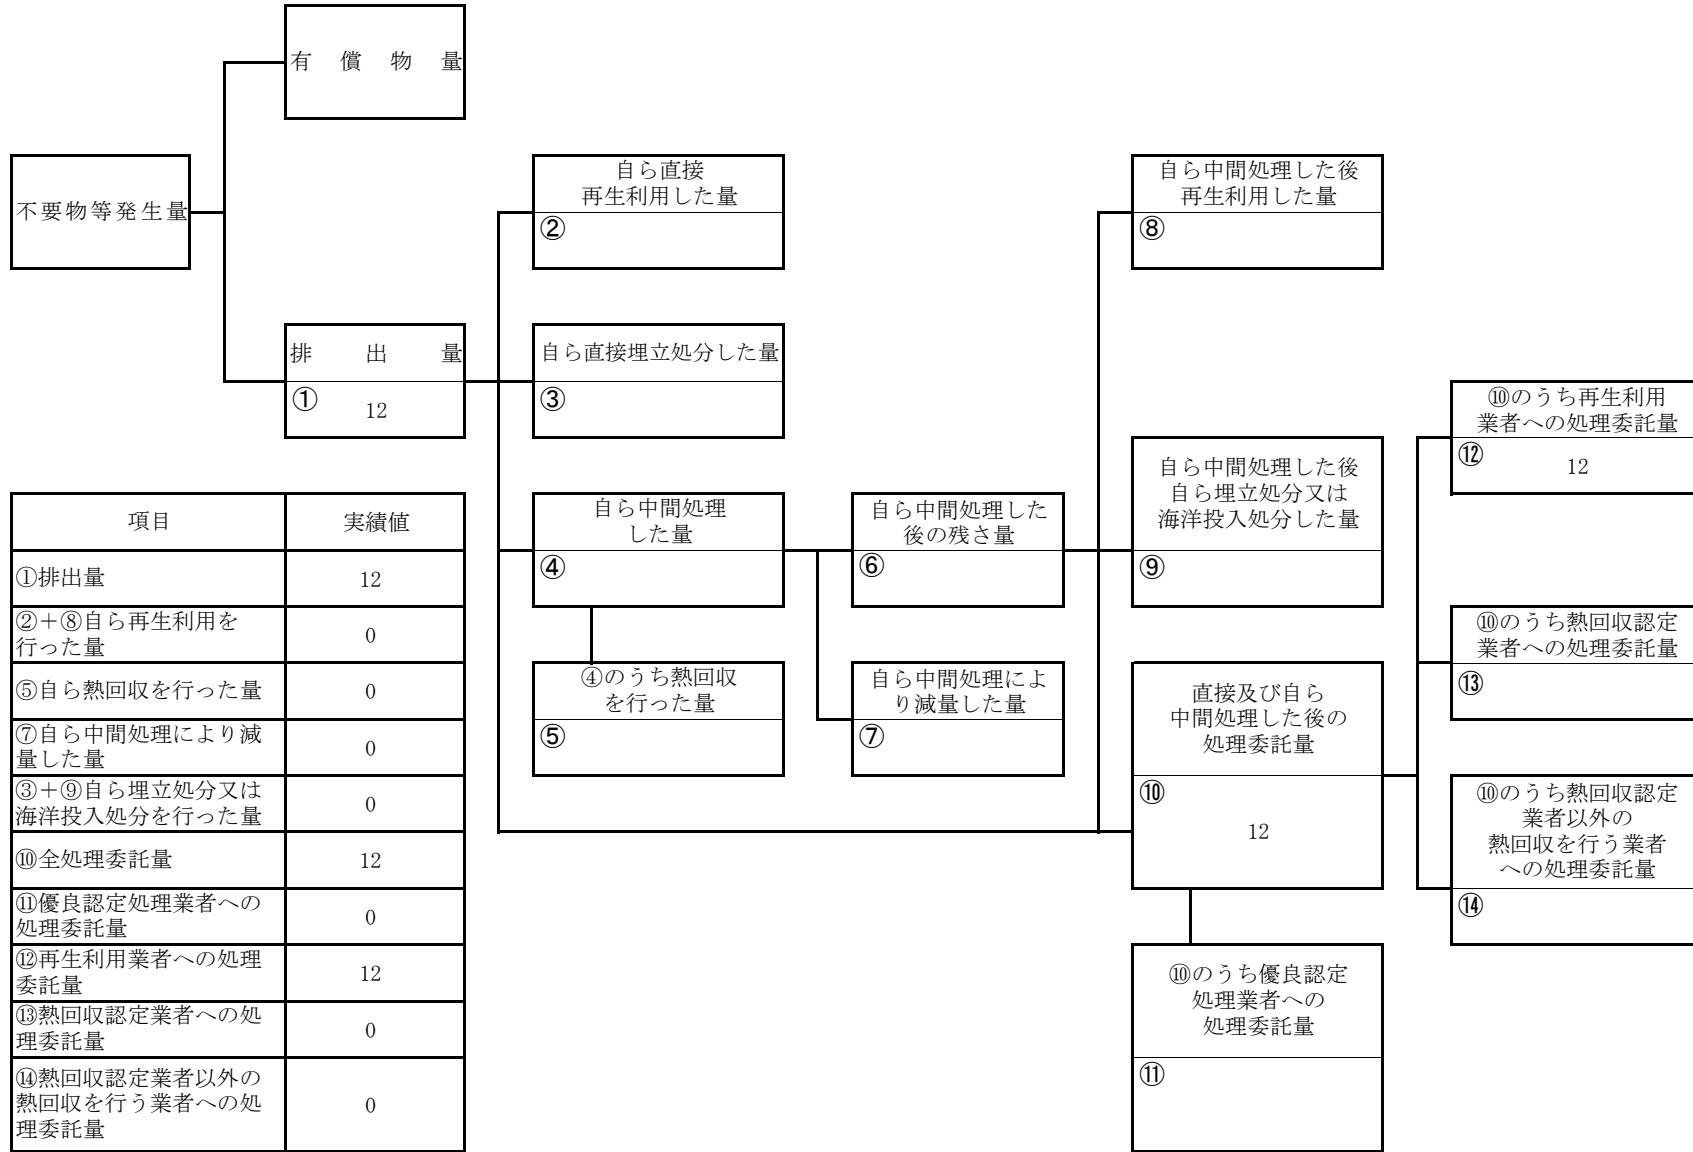 有償物量
不要物等発生量
排出量
① 12
自ら直接
再生利用した量
②
自ら直接埋立処分した量
③
自ら中間処理
した量
④
④のうち熱回収
を行った量
⑤
自ら中間処理した
後の残さ量
⑥
自ら中間処理によ
り減量した量
⑦
自ら中間処理した後
再生利用した量
⑧
自ら中間処理した後
自ら埋立処分又は
海洋投入処分した量
⑨
直接及び自ら
中間処理した後の
処理委託量
⑩
12
⑩のうち優良認定
処理業者への
処理委託量
⑪
⑩のうち再生利用
業者への処理委託量
⑫ 12
⑩のうち熱回収認定
業者への処理委託量
⑬
⑩のうち熱回収認定
業者以外の
熱回収を行う業者
への処理委託量
⑭
項目 実績値
①排出量 12
②+⑧自ら再生利用を
行った量 0
⑤自ら熱回収を行った量 0
⑦自ら中間処理により減
量した量 0
③+⑨自ら埋立処分又は
海洋投入処分を行った量 0
⑩全処理委託量 12
⑪優良認定処理業者への
処理委託量 0
⑫再生利用業者への処理
委託量 12
⑬熱回収認定業者への処
理委託量 0
⑭熱回収認定業者以外の
熱回収を行う業者への処
理委託量 0